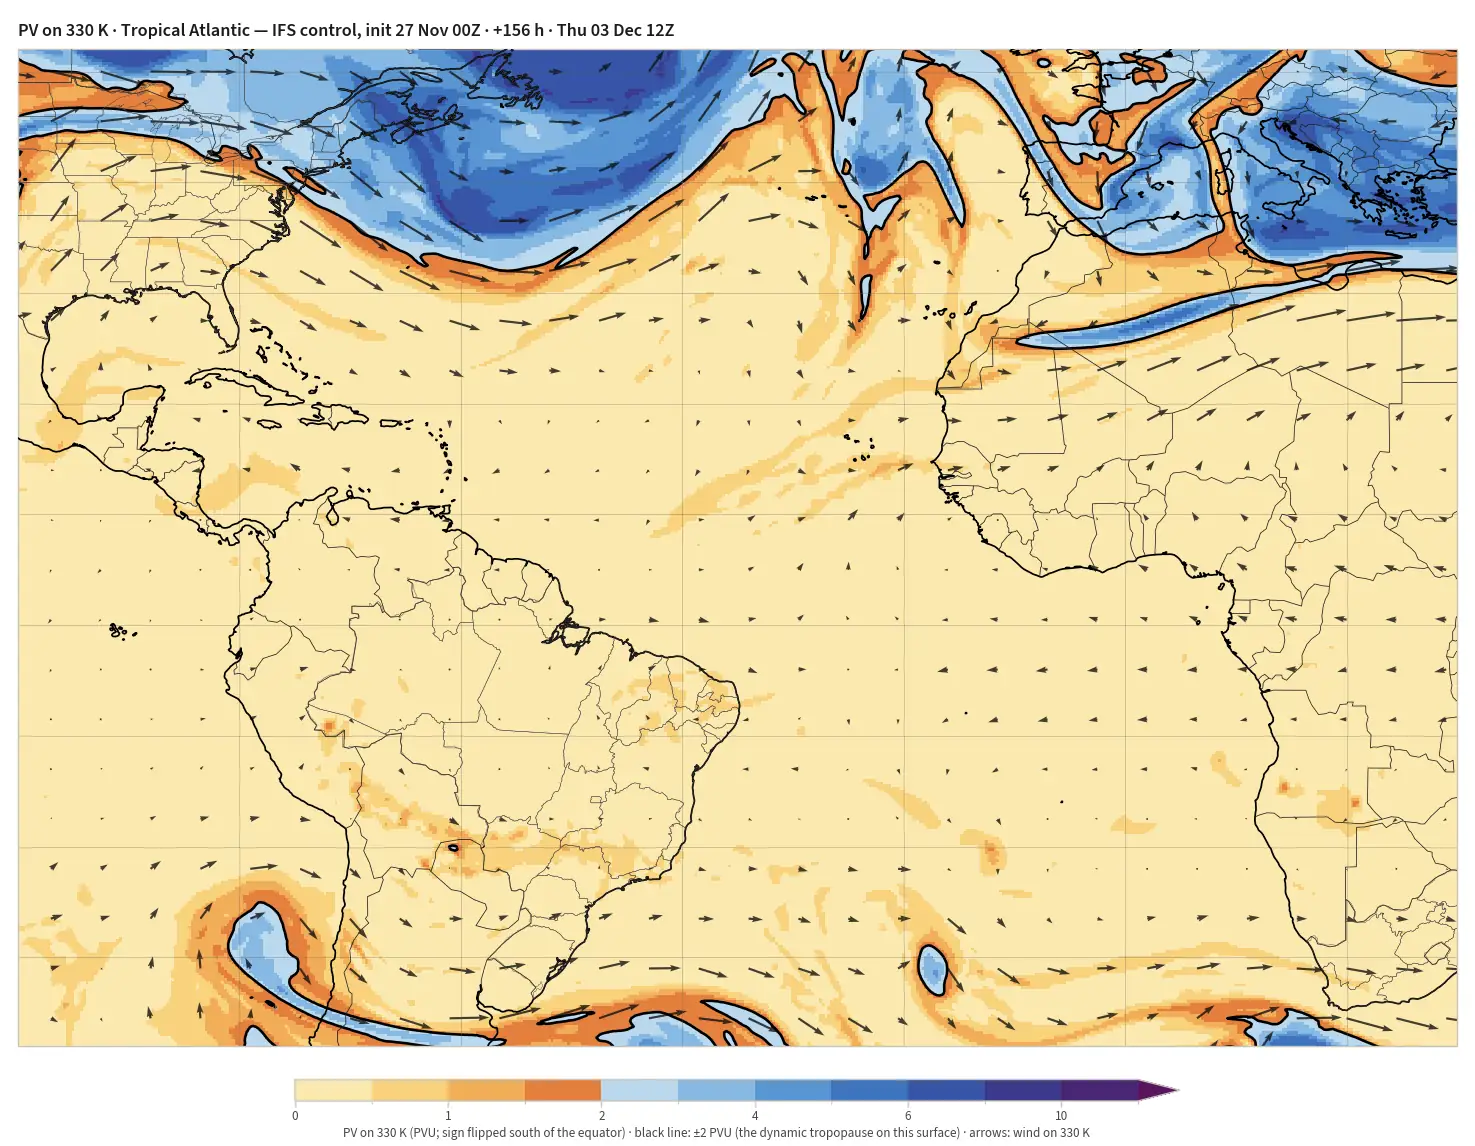 PV on 330 K · Tropical Atlantic — IFS control, init 27 Nov 00Z · +156 h · Thu 03 Dec 12Z
0 1 2 4 6 10
PV on 330 K (PVU; sign flipped south of the equator) · black line: ±2 PVU (the dynamic tropopause on this surface) · arrows: wind on 330 K